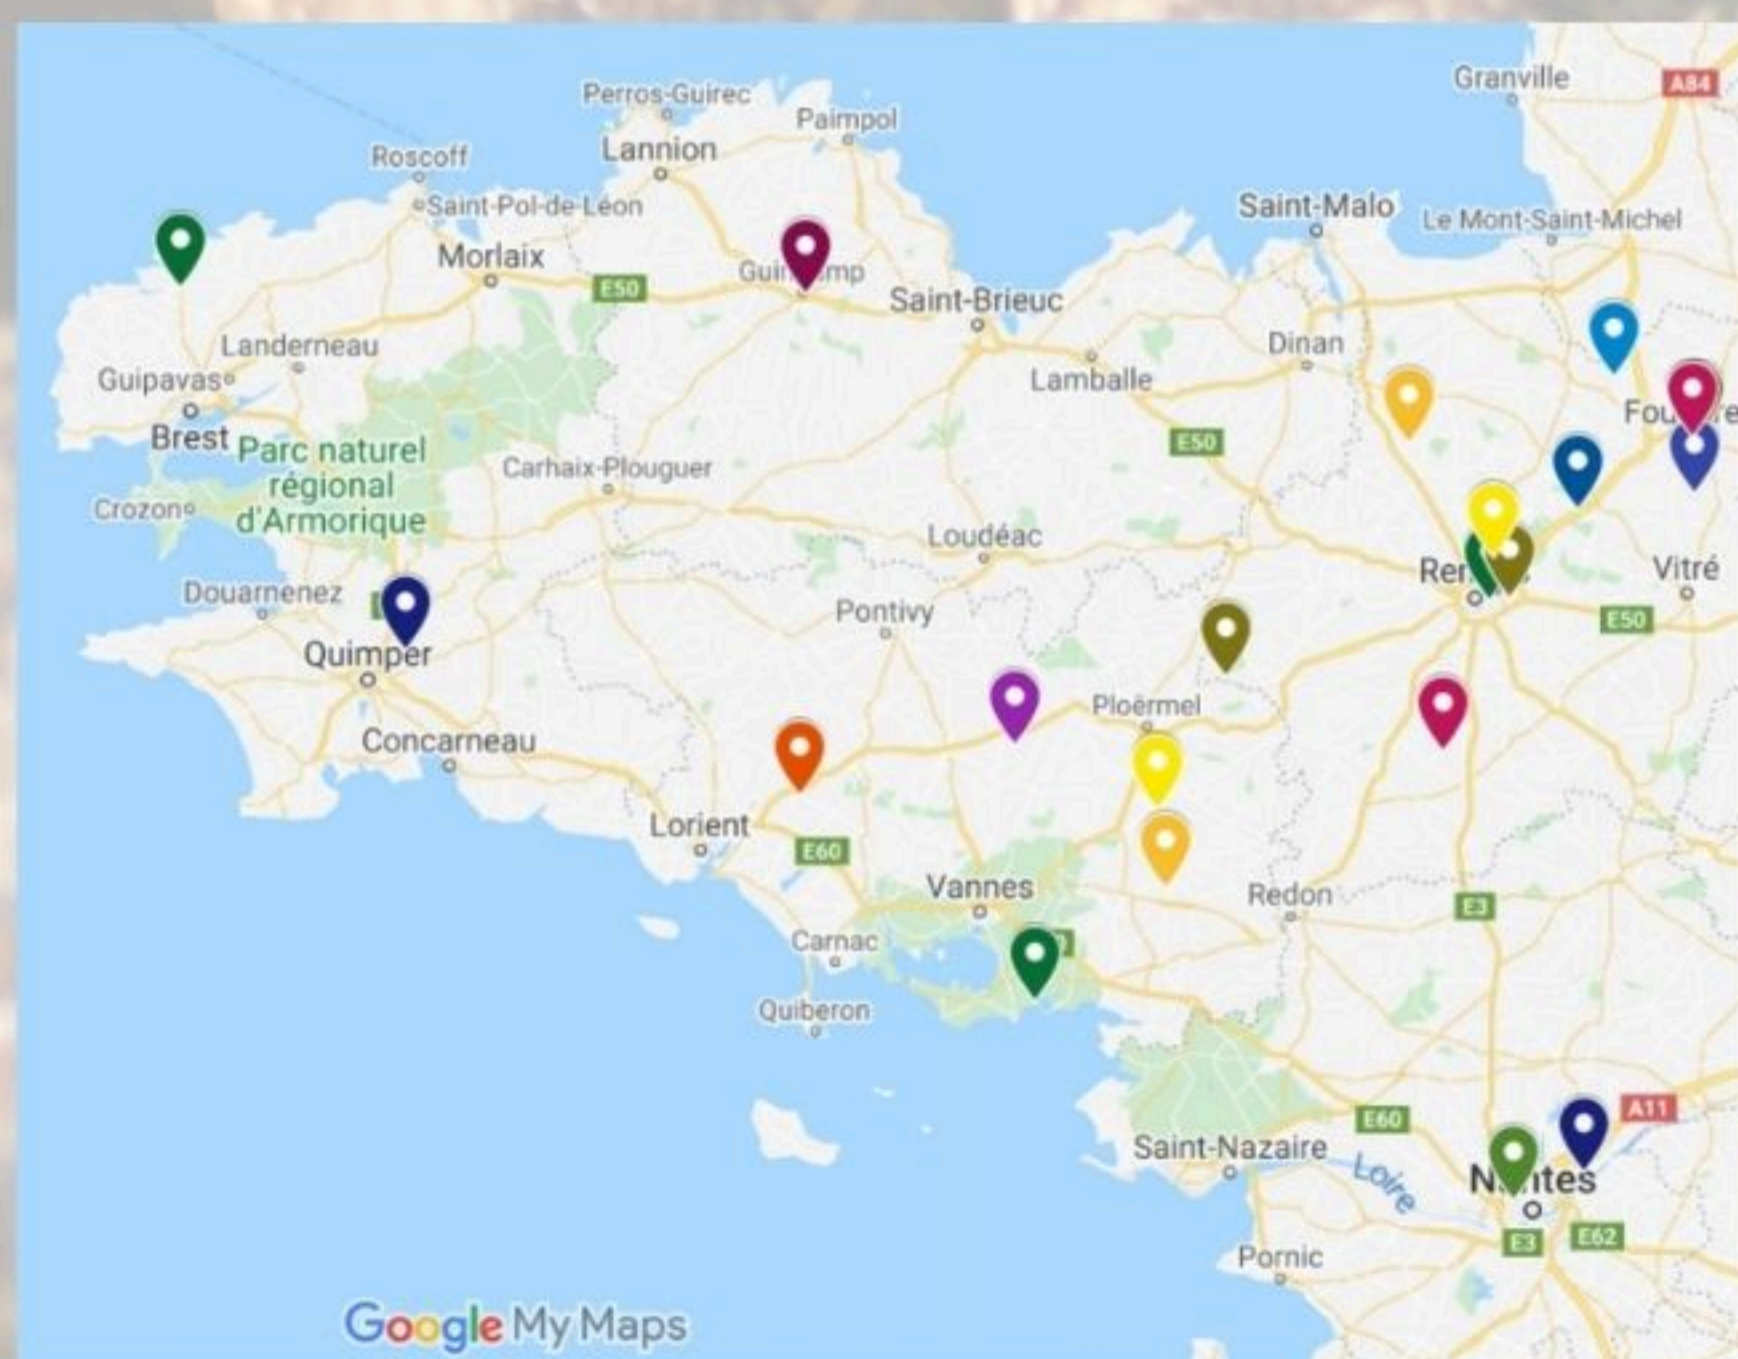 Granville
A84
Perros-Guirec
Paimpol
Lannion
Roscoff
Saint-Pol-de-Léon
Saint-Malo
Le Mont-Saint-Michel
Morlaix
E50
Saint-Brieuc
Landerneau
Dinan
Guipavas
Lamballe
Brest
E50
Parc naturel
régional
d'Armorique
Carhaix-Plouguer
Crozon
Loudéac
Vitré
Douarnenez
Pontivy
E50
Quimper
Ploërmel
Concarneau
Lorient
E60
Vannes
Redon
E3
Carnac
Quiberon
E60
A11
Saint-Nazaire
Loire
E3
E62
Pornic
Google My Maps